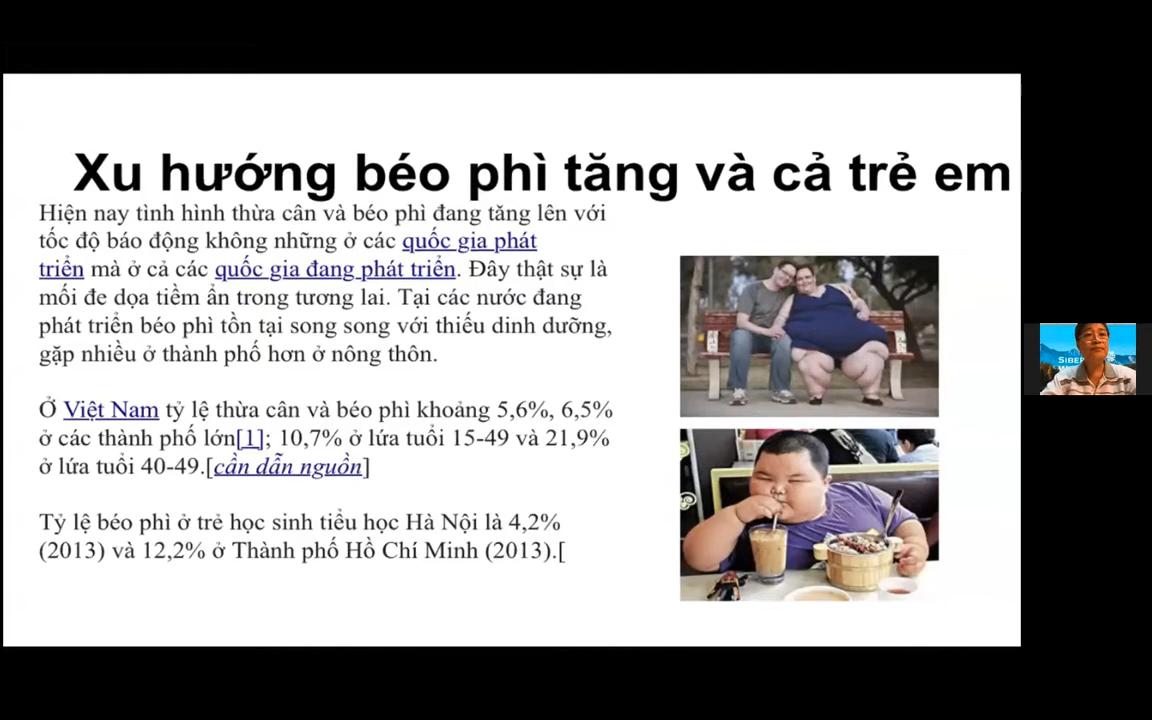 Xu hướng béo phì tăng và cả trẻ em
Hiện nay tình hình thừa cân và béo phì đang tăng lên với
tốc độ báo động không những ở các quốc gia phát
triển mà ở cả các quốc gia đang phát triển. Đây thật sự là
mối đe dọa tiềm ẩn trong tương lai. Tại các nước đang
phát triển béo phì tồn tại song song với thiếu dinh dưỡng,
gặp nhiều ở thành phố hơn ở nông thôn.
Ở Việt Nam tỷ lệ thừa cân và béo phì khoảng 5,6%, 6,5%
ở các thành phố lớn[1]; 10,7% ở lứa tuổi 15-49 và 21,9%
ở lứa tuổi 40-49.[cần dẫn nguồn]
Tỷ lệ béo phì ở trẻ học sinh tiểu học Hà Nội là 4,2%
(2013) và 12,2% ở Thành phố Hồ Chí Minh (2013).[